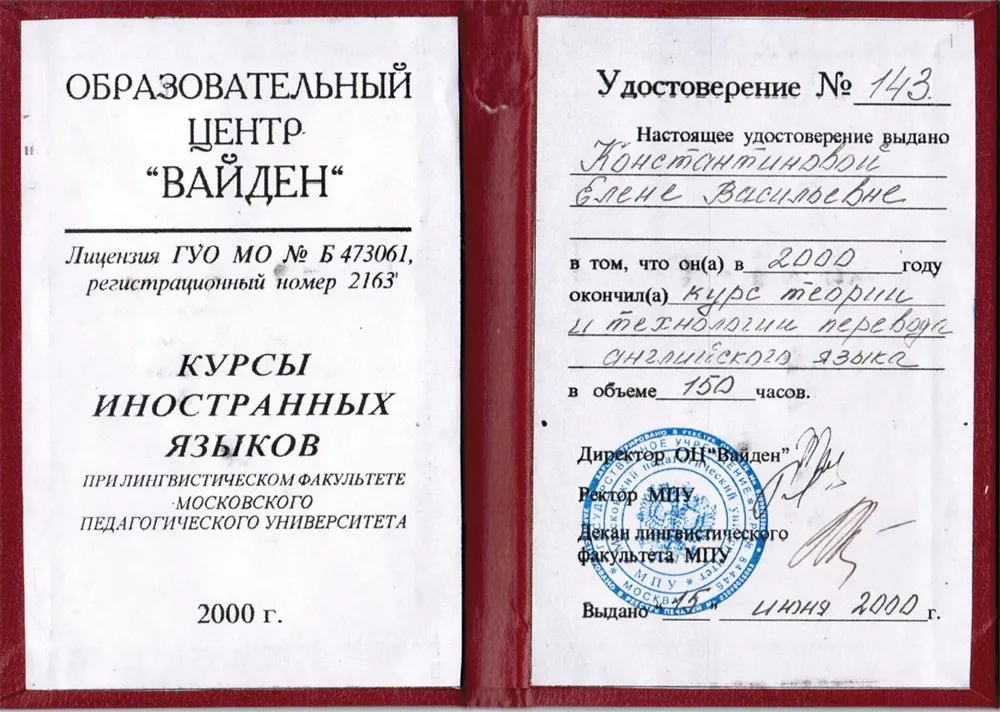 ОБРАЗОВАТЕЛЬНЫЙ
ЦЕНТР
“ВАЙДЕН“
Лицензия ГУО МО № Б 473061,
регистрационный номер 2163
КУРСЫ
ИНОСТРАННЫХ
ЯЗЫКОВ
ПРИ ЛИНГВИСТИЧЕСКОМ ФАКУЛЬТЕТЕ
МОСКОВСКОГО
ПЕДАГОГИЧЕСКОГО УНИВЕРСИТЕТА
2000 г.
Удостоверение № 143.
Настоящее удостоверение выдано
Константиновой
Елене Васильевне
в том, что он(а) в 2000 году
окончил(а) курс теории
и технологии перевода
английского языка
в объеме 150 часов.
Директор ОЦ “Вайден”
Ректор МПУ
Декан лингвистического
факультета МПУ
Выдано “15” июня 2000 г.
МПУ
МОСКВА